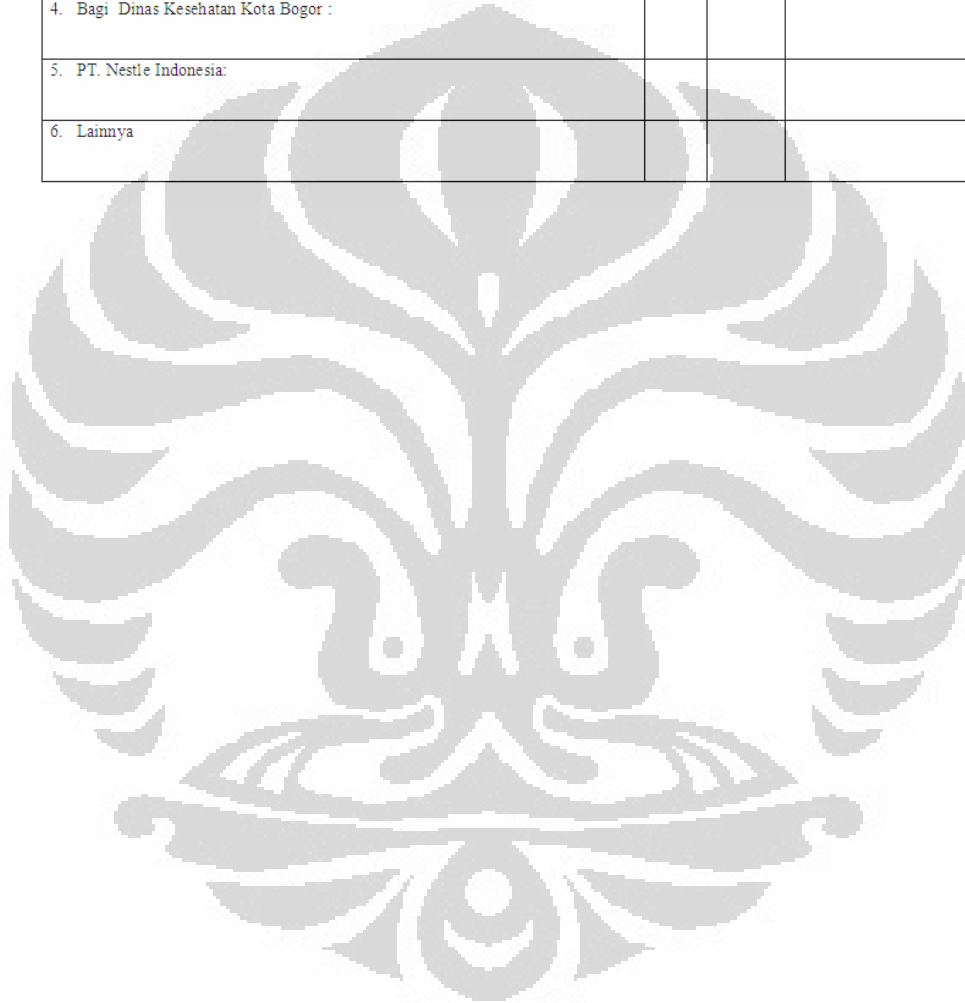 4. Bagi Dinas Kesehatan Kota Bogor :
5. PT. Nestle Indonesia:
6. Lainnya